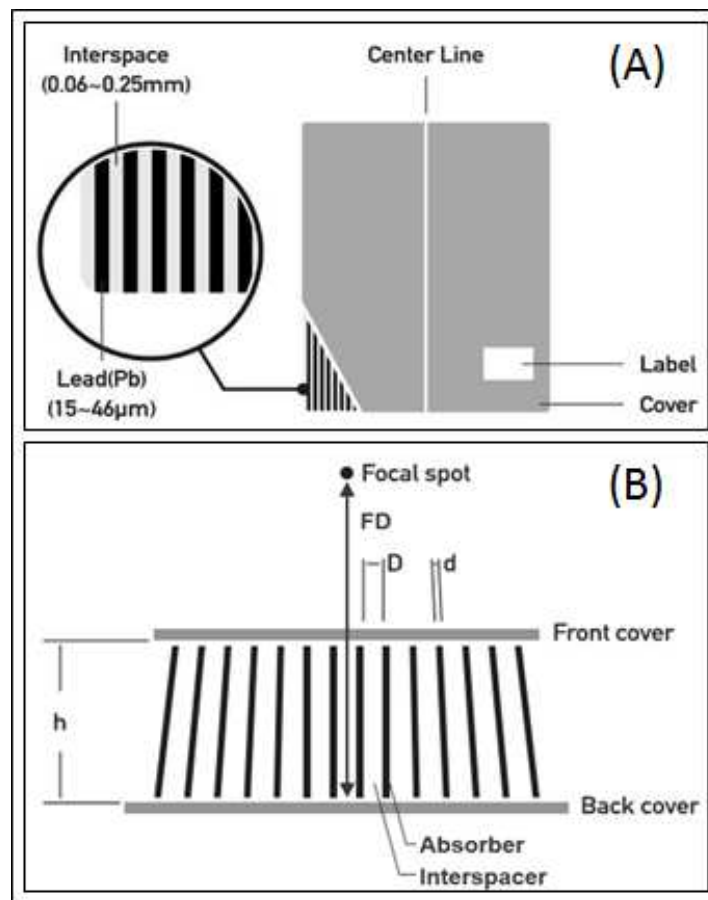 Interspace
(0.06~0.25mm)
Center Line
(A)
Lead(Pb)
(15~46μm)
Label
Cover
(B)
Focal spot
FD
D
d
Front cover
h
Back cover
Absorber
Interspacer